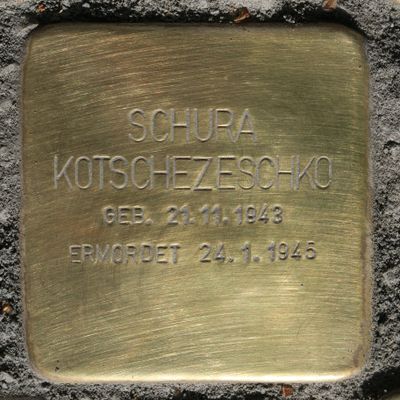 SCHURA
KOTSCHEZESCHKO
GEB. 21.11.1943
ERMORDET 24.1.1945